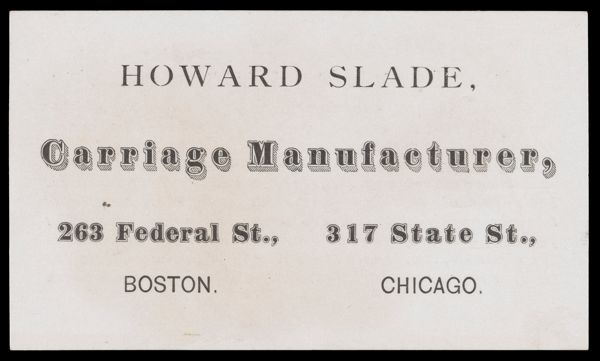 HOWARD SLADE,
Carriage Manufacturer,
263 Federal St., 317 State St.,
BOSTON. CHICAGO.